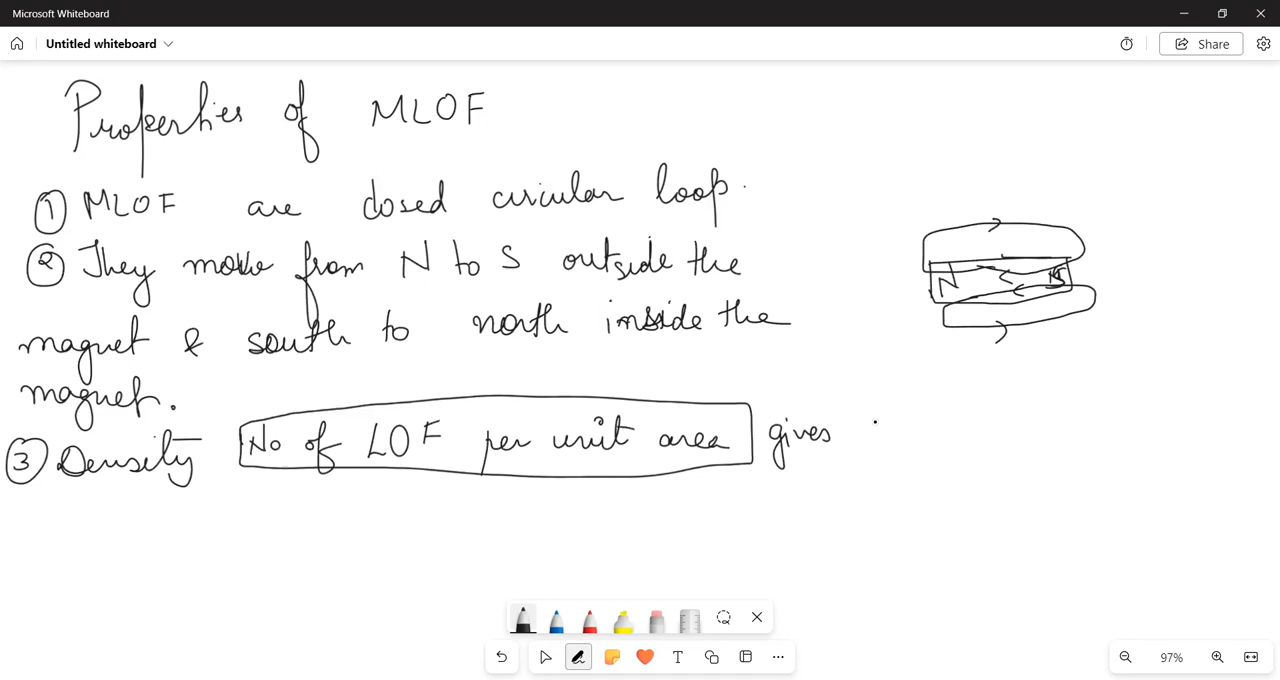 Microsoft Whiteboard
Untitled whiteboard
Share
Properties of MLOF
① MLOF are closed circular loop.
② They move from N to S outside the
magnet & south to north inside the
magnet.
N S
③ Density No of LOF per unit area gives
97%